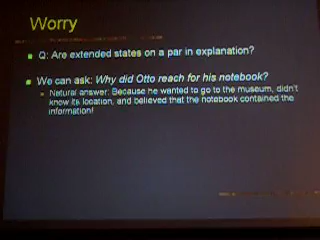 Worry
Q: Are extended states on a par in explanation?
We can ask: Why did Otto reach for his notebook?
Natural answer: Because he wanted to go to the museum, didn't
know its location, and believed that the notebook contained the
information!